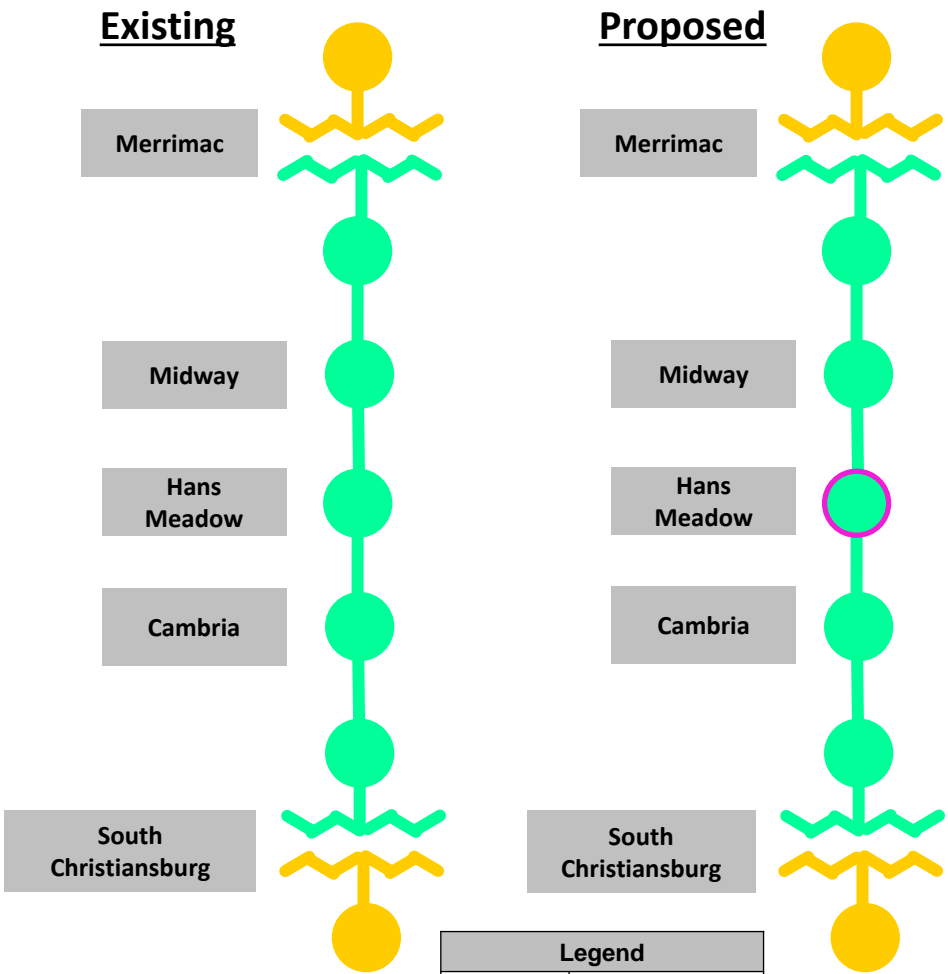 Existing
Merrimac
Midway
Hans
Meadow
Cambria
South
Christiansburg
Proposed
Merrimac
Midway
Hans
Meadow
Cambria
South
Christiansburg
Legend